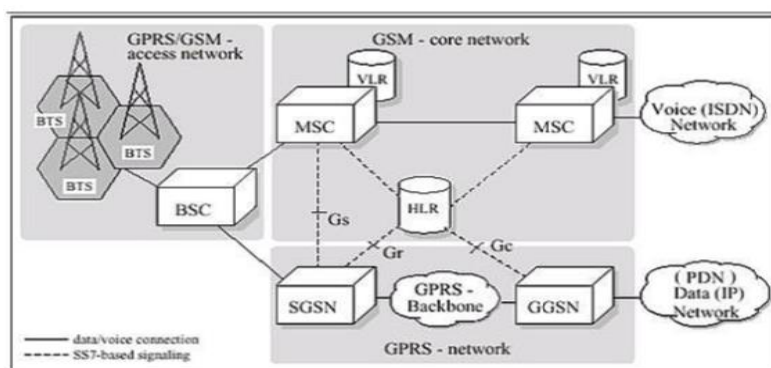 GPRS/GSM -
access network
BTS
BTS
BTS
BSC
GSM - core network
VLR
MSC
VLR
MSC
Voice (ISDN)
Network
HLR
Gs
Gr
Gc
SGSN
GPRS -
Backbone
GGSN
( PDN )
Data (IP)
Network
GPRS - network
data/voice connection
SS7-based signaling